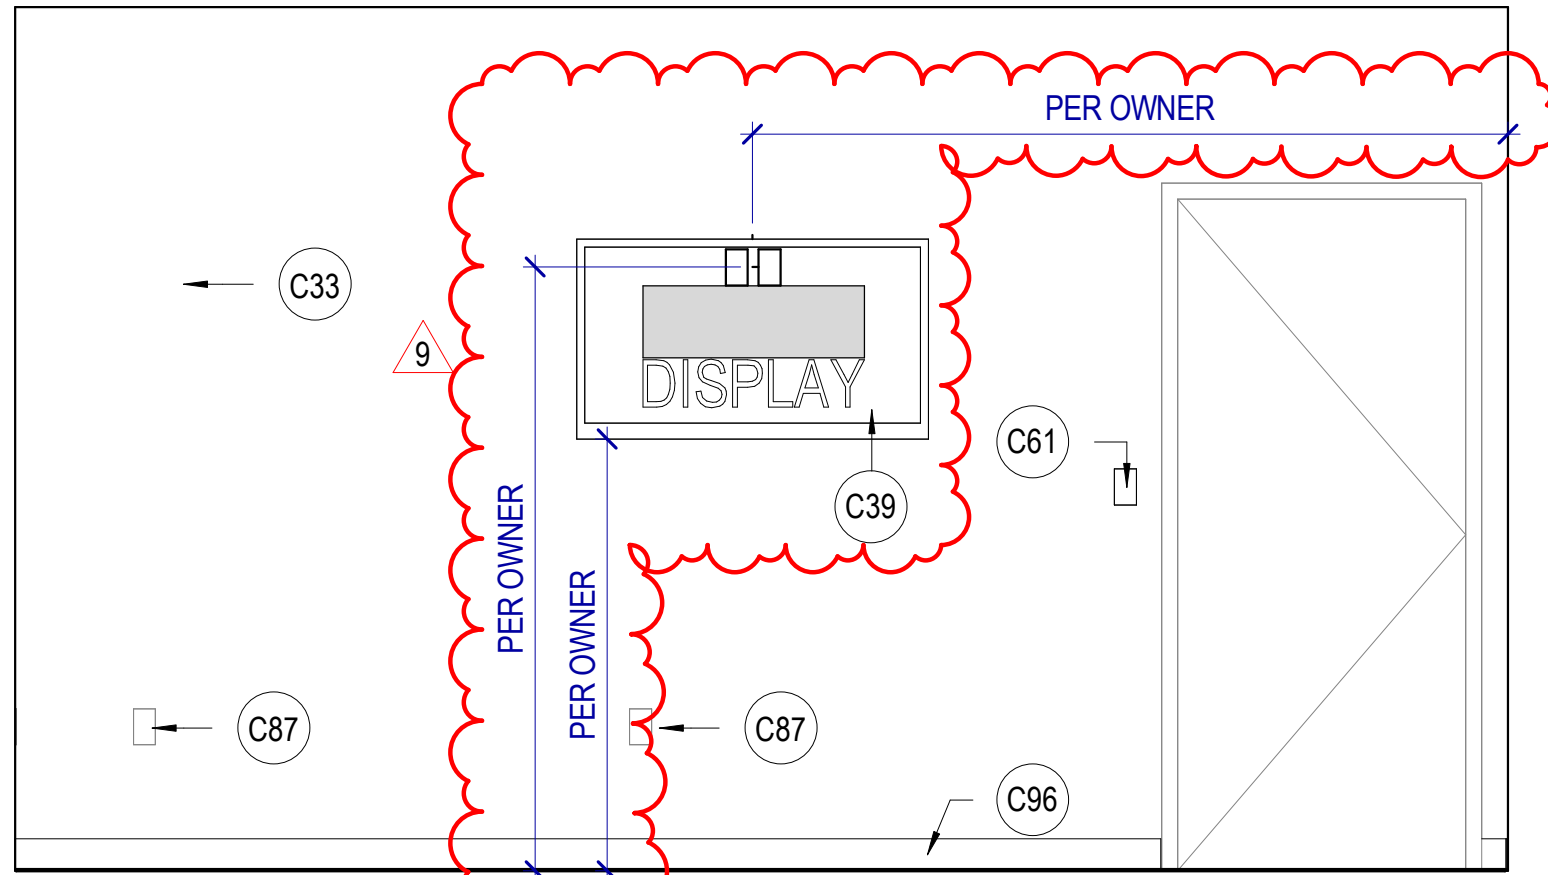 PER OWNER
C33
9
DISPLAY
C61
C39
PER OWNER
PER OWNER
C87
C87
C96